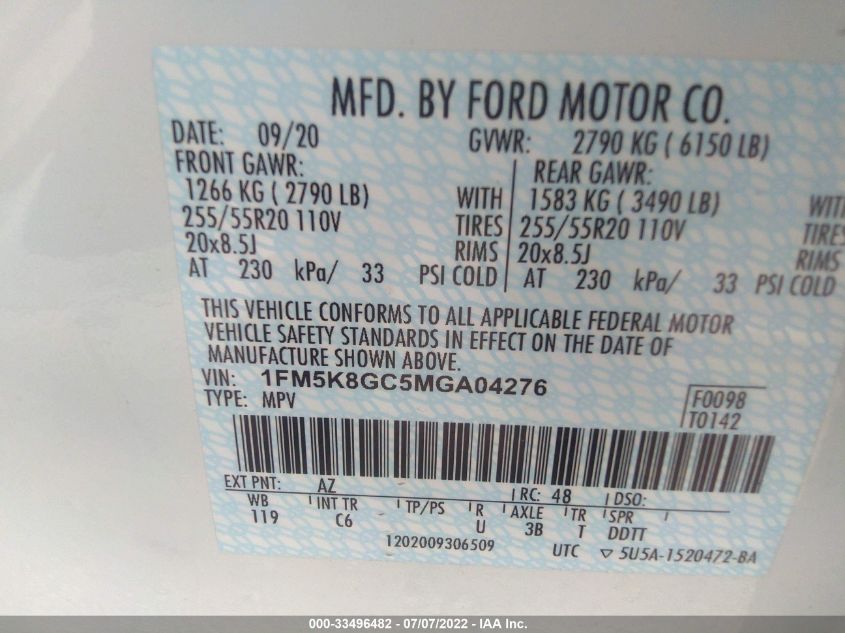 MFD. BY FORD MOTOR CO.
DATE: 09/20 GVWR: 2790 KG ( 6150 LB)
FRONT GAWR: REAR GAWR:
1266 KG ( 2790 LB) WITH 1583 KG ( 3490 LB) WITH
255/55R20 110V TIRES 255/55R20 110V TIRES
20x8.5J RIMS 20x8.5J RIMS
AT 230 kPa/ 33 PSI COLD AT 230 kPa/ 33 PSI COLD
THIS VEHICLE CONFORMS TO ALL APPLICABLE FEDERAL MOTOR
VEHICLE SAFETY STANDARDS IN EFFECT ON THE DATE OF
MANUFACTURE SHOWN ABOVE.
VIN: 1FM5K8GC5MGA04276
TYPE: MPV
F0098
T0142
EXT PNT: AZ RC: 48 DSO:
WB INT TR TP/PS R AXLE TR SPR
119 C6 U 3B T DDTT
1202009306509 UTC ▽ 5U5A-1520472-BA
000-33496482 - 07/07/2022 - IAA Inc.